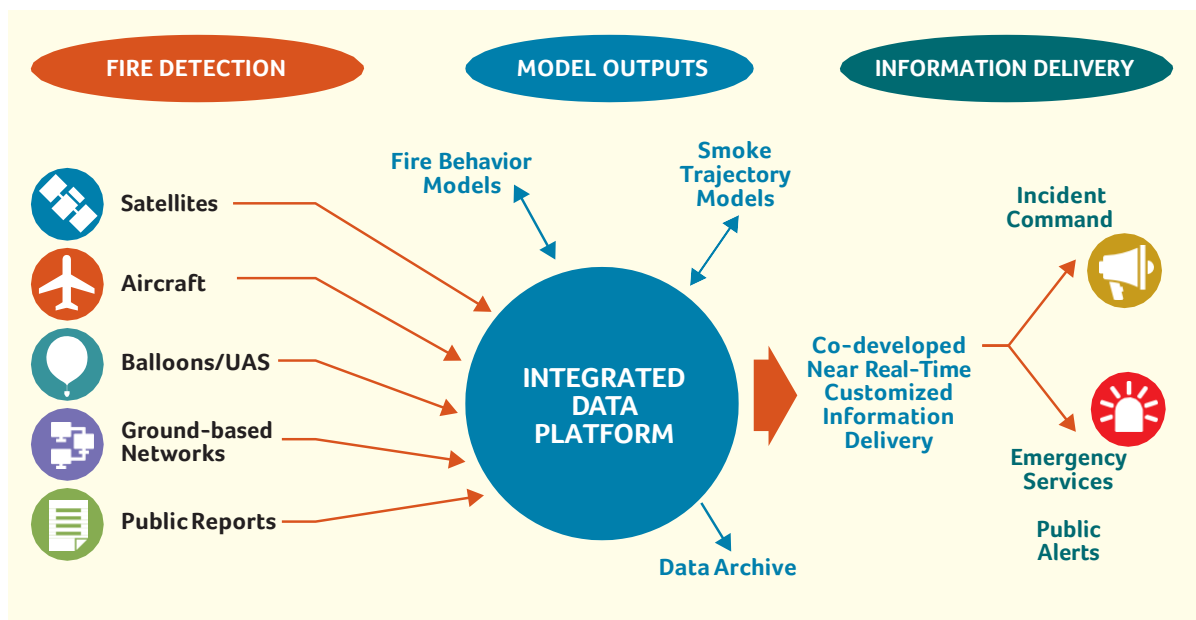 FIRE DETECTION
MODEL OUTPUTS
INFORMATION DELIVERY
Satellites
Aircraft
Balloons/UAS
Ground-based
Networks
Public Reports
Fire Behavior
Models
Smoke
Trajectory
Models
INTEGRATED
DATA
PLATFORM
Data Archive
Co-developed
Near Real-Time
Customized
Information
Delivery
Incident
Command
Emergency
Services
Public
Alerts